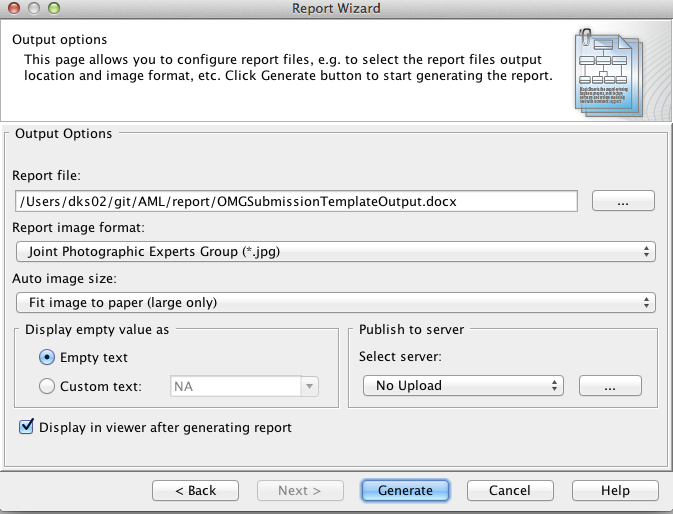 Report Wizard
Output options
This page allows you to configure report files, e.g. to select the report files output
location and image format, etc. Click Generate button to start generating the report.
Output Options
Report file:
/Users/dks02/git/AML/report/OMGSubmissionTemplateOutput.docx
...
Report image format:
Joint Photographic Experts Group (*.jpg)
Auto image size:
Fit image to paper (large only)
Display empty value as
Empty text
Custom text:
NA
Publish to server
Select server:
No Upload
...
Display in viewer after generating report
< Back
Next >
Generate
Cancel
Help